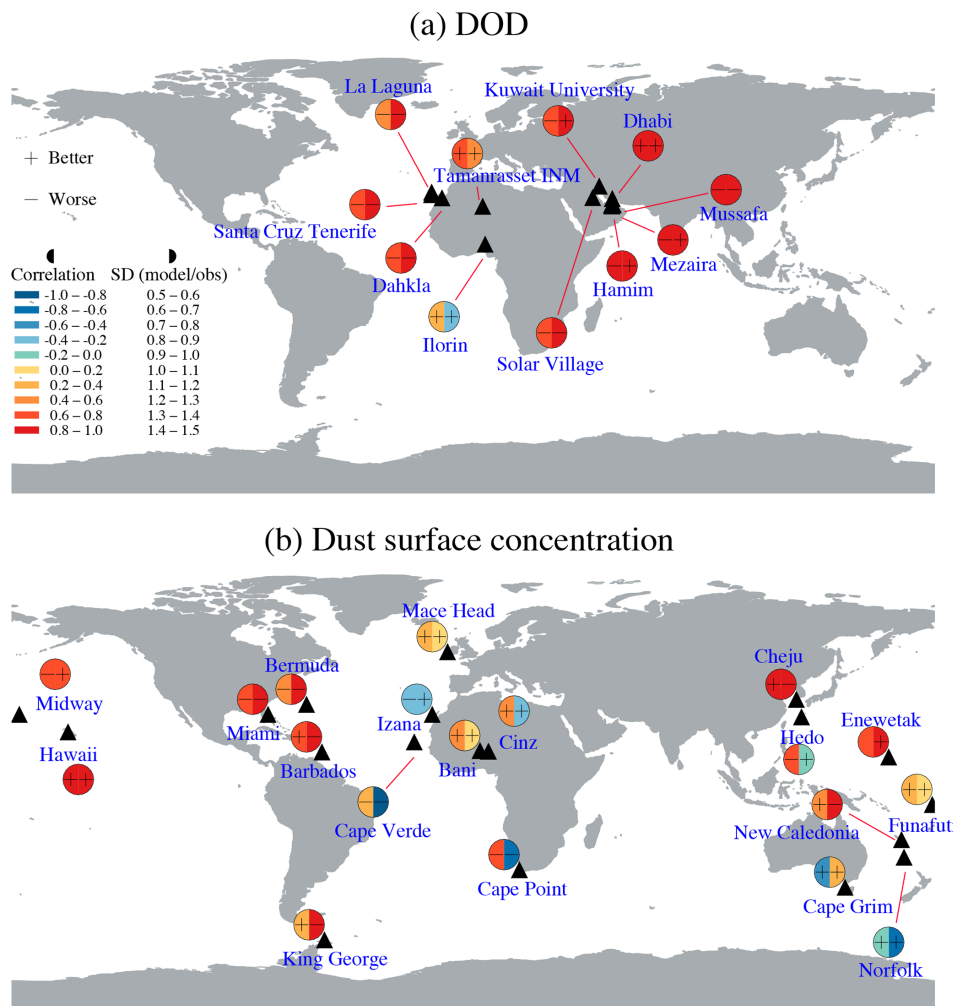 (a) DOD
La Laguna
Kuwait University
Dhabi
+ Better
Tamanrasset INM
− Worse
Mussafa
Santa Cruz Tenerife
Mezaira
Correlation SD (model/obs)
Dahkla
Hamim
-1.0 – -0.8 0.5 – 0.6
-0.8 – -0.6 0.6 – 0.7
-0.6 – -0.4 0.7 – 0.8
-0.4 – -0.2 0.8 – 0.9
-0.2 – 0.0 0.9 – 1.0
0.0 – 0.2 1.0 – 1.1
0.2 – 0.4 1.1 – 1.2
0.4 – 0.6 1.2 – 1.3
0.6 – 0.8 1.3 – 1.4
0.8 – 1.0 1.4 – 1.5
Ilorin
Solar Village
(b) Dust surface concentration
Mace Head
Bermuda
Cheju
Midway
Izana
Enewetak
Miami
Hedo
Cinz
Hawaii
Barbados
Bani
Cape Verde
New Caledonia
Funafuti
Cape Point
Cape Grim
King George
Norfolk